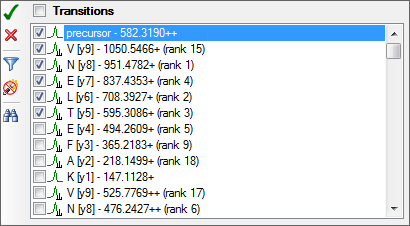 Transitions
precursor - 582.3190++
V [y9] - 1050.5466+ (rank 15)
N [y8] - 951.4782+ (rank 1)
E [y7] - 837.4353+ (rank 4)
L [y6] - 708.3927+ (rank 2)
T [y5] - 595.3086+ (rank 3)
E [y4] - 494.2609+ (rank 5)
F [y3] - 365.2183+ (rank 9)
A [y2] - 218.1499+ (rank 18)
K [y1] - 147.1128+
V [y9] - 525.7769++ (rank 17)
N [y8] - 476.2427++ (rank 6)